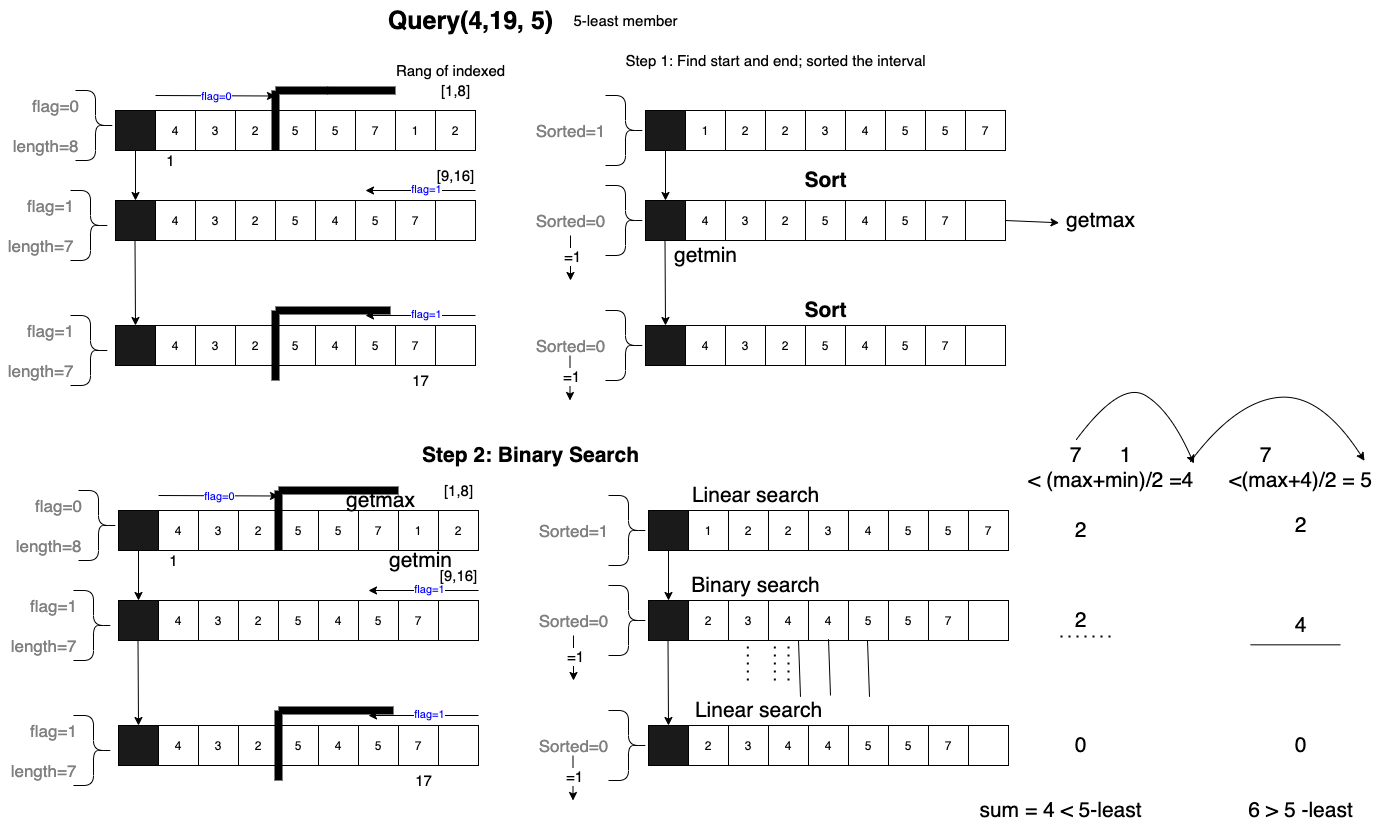 Query(4,19, 5) 5-least member
Step 1: Find start and end; sorted the interval
Rang of indexed
[1,8]
flag=0
flag=0
length=8
4 3 2 5 5 7 1 2
1
Sorted=1
1 2 2 3 4 5 5 7
[9,16]
flag=1
flag=1
length=7
4 3 2 5 4 5 7
Sort
Sorted=0
=1
4 3 2 5 4 5 7
getmax
getmin
flag=1
flag=1
length=7
4 3 2 5 4 5 7
17
Sort
Sorted=0
=1
4 3 2 5 4 5 7
Step 2: Binary Search
7 1
< (max+min)/2 =4
7
<(max+4)/2 = 5
flag=0
getmax
[1,8]
flag=0
length=8
4 3 2 5 5 7 1 2
1
getmin
Linear search
Sorted=1
1 2 2 3 4 5 5 7
2
2
[9,16]
flag=1
flag=1
length=7
4 3 2 5 4 5 7
Binary search
Sorted=0
=1
2 3 4 4 5 5 7
2
4
flag=1
flag=1
length=7
4 3 2 5 4 5 7
17
Linear search
Sorted=0
=1
2 3 4 4 5 5 7
0
0
sum = 4 < 5-least
6 > 5 -least